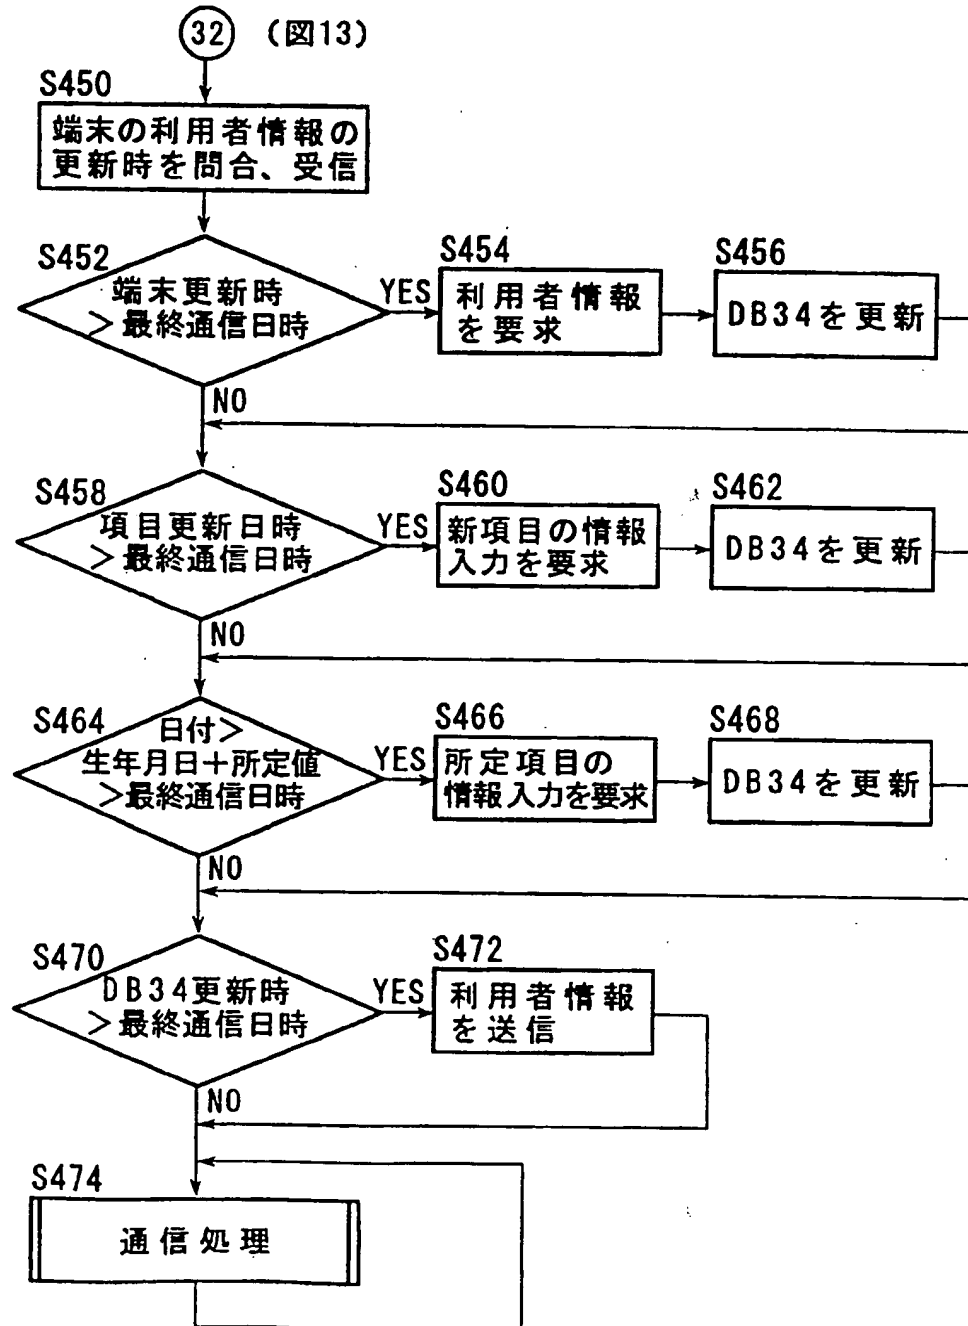 32 (図13)
S450
端末の利用者情報の
更新時を問合、受信
S452
端末更新時
>最終通信日時
YES
S454
利用者情報
を要求
S456
DB34を更新
NO
S458
項目更新日時
>最終通信日時
YES
S460
新項目の情報
入力を要求
S462
DB34を更新
NO
S464
日付>
生年月日+所定値
>最終通信日時
YES
S466
所定項目の
情報入力を要求
S468
DB34を更新
NO
S470
DB34更新時
>最終通信日時
YES
S472
利用者情報
を送信
NO
S474
通信処理